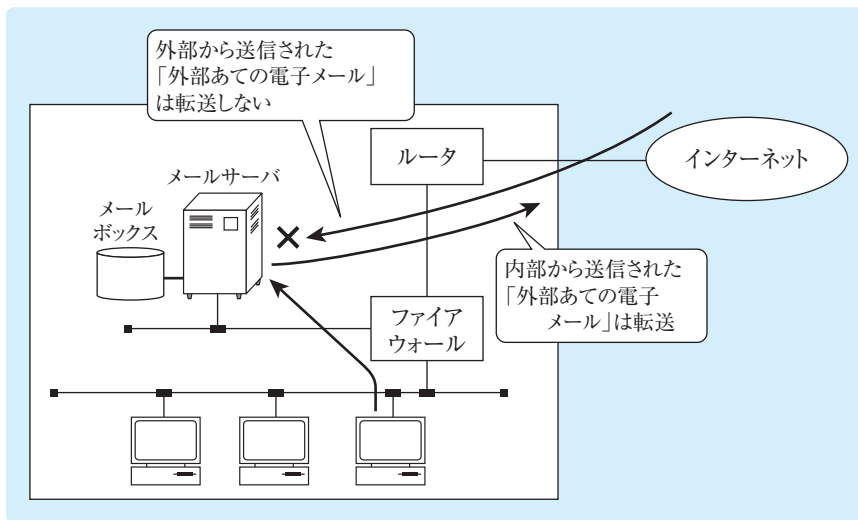 外部から送信された
「外部あての電子メール」
は転送しない
ルータ
インターネット
メールサーバ
メール
ボックス
内部から送信された
「外部あての電子
メール」は転送
ファイア
ウォール